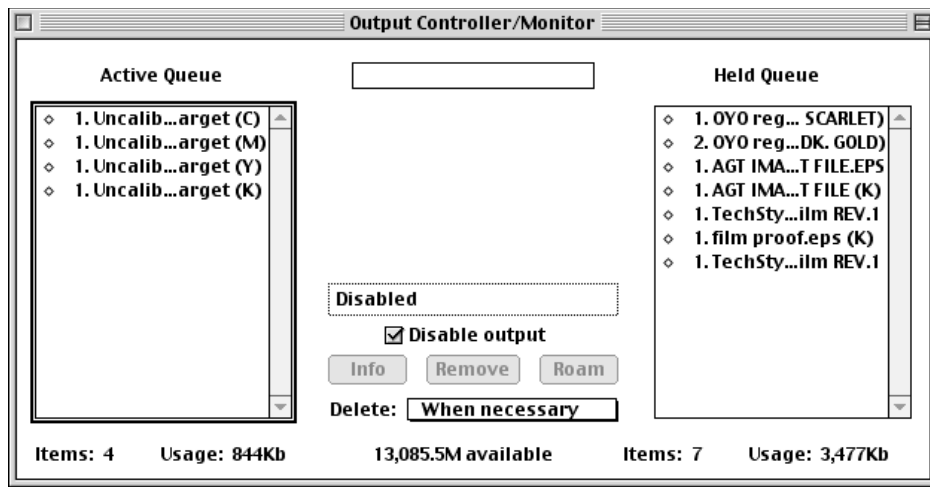 Output Controller/Monitor
Active Queue
Held Queue
1. Uncalib...arget (C)
1. Uncalib...arget (M)
1. Uncalib...arget (Y)
1. Uncalib...arget (K)
1. OYO reg... SCARLET)
2. OYO reg...DK. GOLD)
1. AGT IMA...T FILE.EPS
1. AGT IMA...T FILE (K)
1. TechSty...ilm REV.1
1. film proof.eps (K)
1. TechSty...ilm REV.1
Disabled
Disable output
Info Remove Roam
Delete: When necessary
Items: 4 Usage: 844Kb 13,085.5M available Items: 7 Usage: 3,477Kb